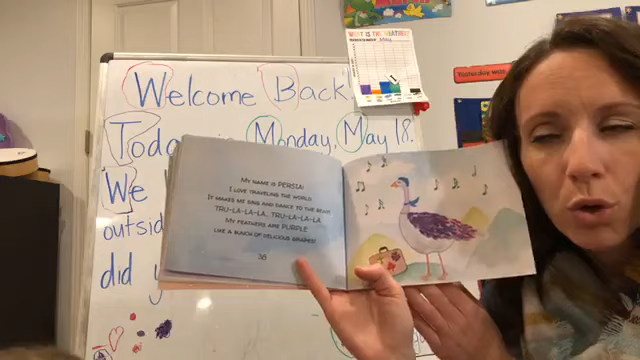 WHAT IS THE WEATHER?
May
Yesterday was
Welcome Back.
Today is Monday, May 18.
We
outsid
did y
MY NAME IS PERSIA!
I LOVE TRAVELING THE WORLD.
IT MAKES ME SING AND DANCE TO THE BEAT!
TRU-LA-LA-LA... TRU-LA-LA-LA
MY FEATHERS ARE PURPLE
LIKE A BUNCH OF DELICIOUS GRAPES!
38